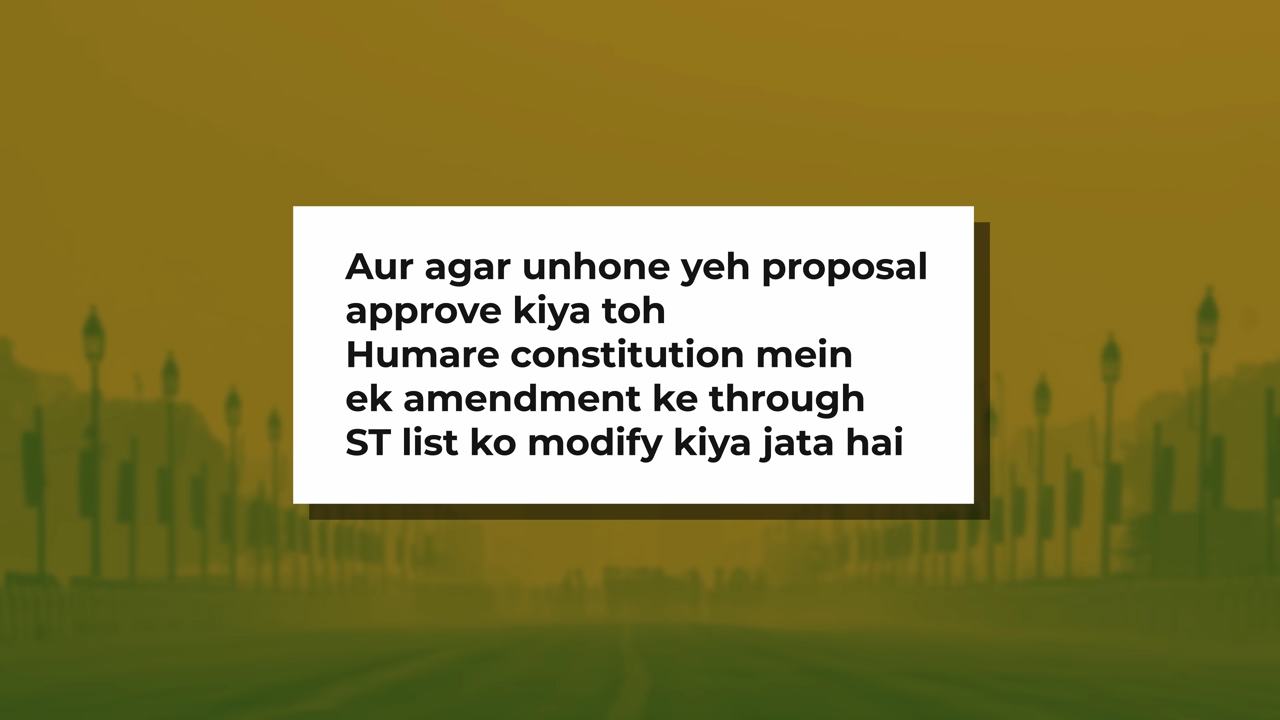 Aur agar unhone yeh proposal
approve kiya toh
Humare constitution mein
ek amendment ke through
ST list ko modify kiya jata hai